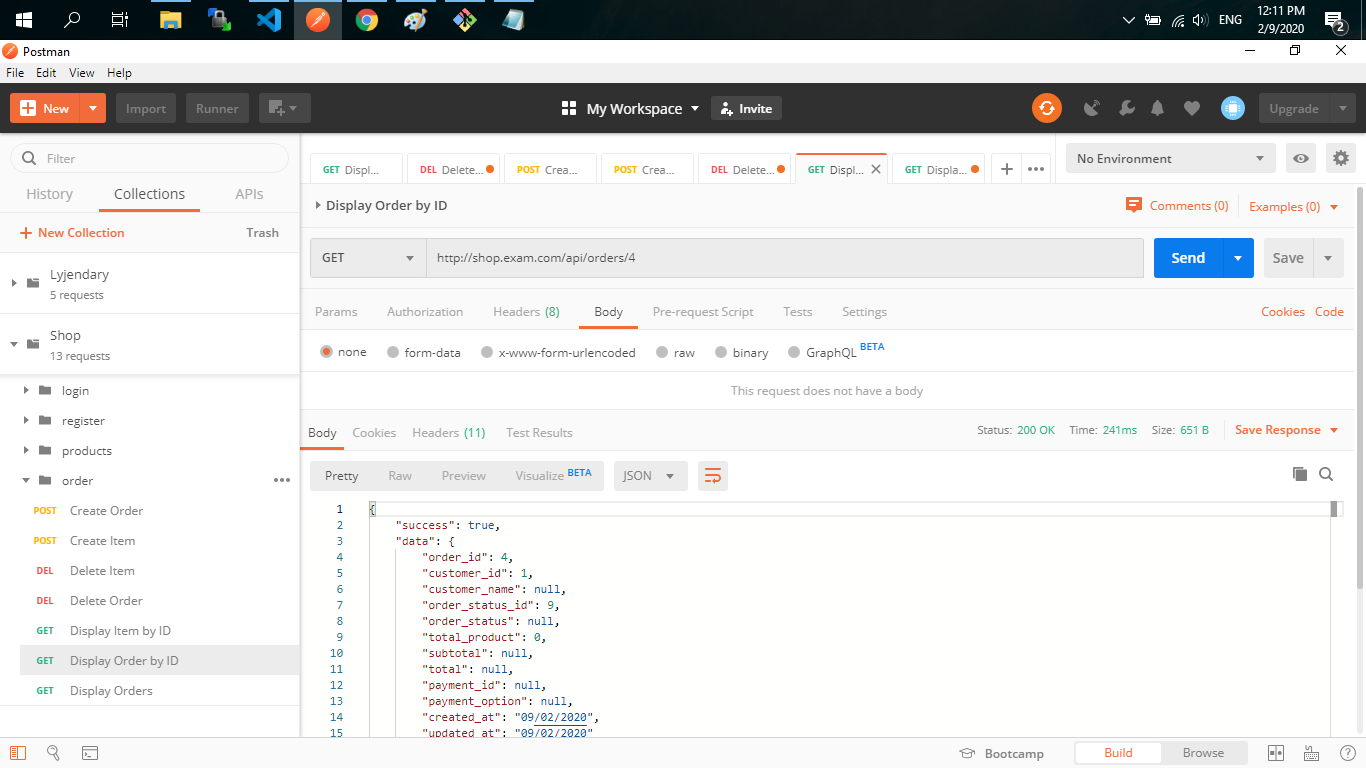 12:11 PM
ENG
2/9/2020
2
Postman
File Edit View Help
New Import Runner My Workspace Invite Upgrade
Filter
History Collections APIs
New Collection Trash
Lyjendary
5 requests
Shop
13 requests
login
register
products
order
POST Create Order
POST Create Item
DEL Delete Item
DEL Delete Order
GET Display Item by ID
GET Display Order by ID
GET Display Orders
GET Displ... DEL Delete... POST Crea... POST Crea... DEL Delete... GET Displ... GET Displa... No Environment
Display Order by ID Comments (0) Examples (0)
GET http://shop.exam.com/api/orders/4 Send Save
Params Authorization Headers (8) Body Pre-request Script Tests Settings Cookies Code
none form-data x-www-form-urlencoded raw binary GraphQL BETA
This request does not have a body
Body Cookies Headers (11) Test Results Status: 200 OK Time: 241ms Size: 651 B Save Response
Pretty Raw Preview Visualize BETA JSON
1 {
2 "success": true,
3 "data": {
4 "order_id": 4,
5 "customer_id": 1,
6 "customer_name": null,
7 "order_status_id": 9,
8 "order_status": null,
9 "total_product": 0,
10 "subtotal": null,
11 "total": null,
12 "payment_id": null,
13 "payment_option": null,
14 "created_at": "09/02/2020",
15 "updated_at": "09/02/2020"
Bootcamp Build Browse